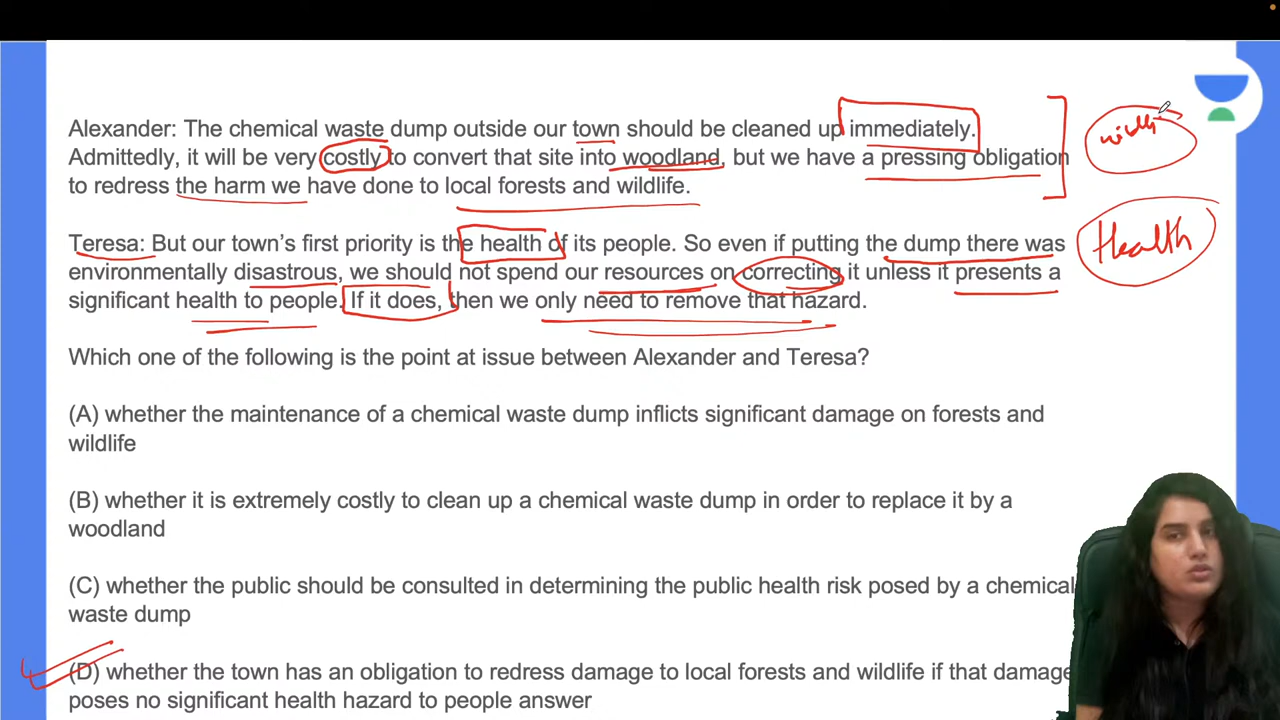 Alexander: The chemical waste dump outside our town should be cleaned up immediately.
Admittedly, it will be very costly to convert that site into woodland, but we have a pressing obligation
to redress the harm we have done to local forests and wildlife.
Teresa: But our town's first priority is the health of its people. So even if putting the dump there was
environmentally disastrous, we should not spend our resources on correcting it unless it presents a
significant health to people. If it does, then we only need to remove that hazard.
Health
Which one of the following is the point at issue between Alexander and Teresa?
(A) whether the maintenance of a chemical waste dump inflicts significant damage on forests and
wildlife
(B) whether it is extremely costly to clean up a chemical waste dump in order to replace it by a
woodland
(C) whether the public should be consulted in determining the public health risk posed by a chemical
waste dump
(D) whether the town has an obligation to redress damage to local forests and wildlife if that damage
poses no significant health hazard to people answer